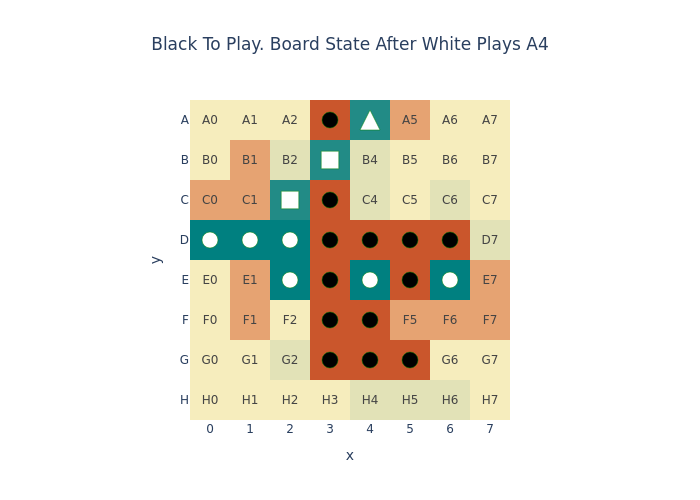 Black To Play. Board State After White Plays A4
A A0 A1 A2 A5 A6 A7
B B0 B1 B2 B4 B5 B6 B7
C C0 C1 C4 C5 C6 C7
D D7
E E0 E1 E7
F F0 F1 F2 F5 F6 F7
G G0 G1 G2 G6 G7
H H0 H1 H2 H3 H4 H5 H6 H7
0 1 2 3 4 5 6 7
x
y